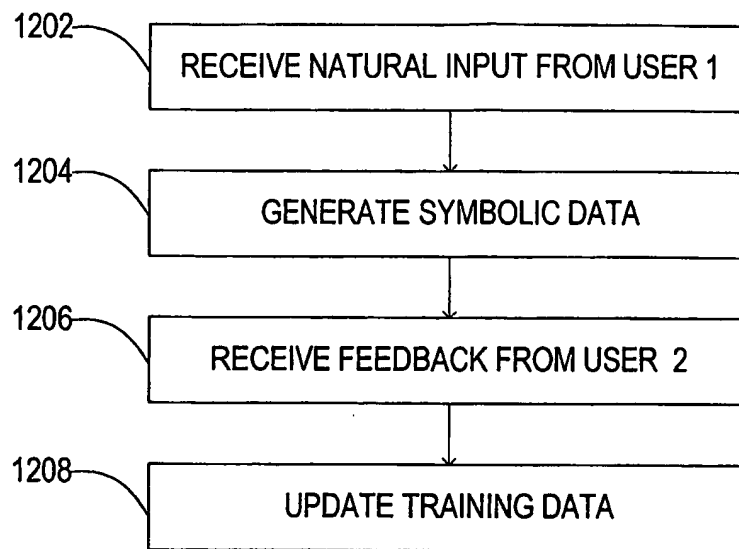 1202
RECEIVE NATURAL INPUT FROM USER 1
1204
GENERATE SYMBOLIC DATA
1206
RECEIVE FEEDBACK FROM USER 2
1208
UPDATE TRAINING DATA